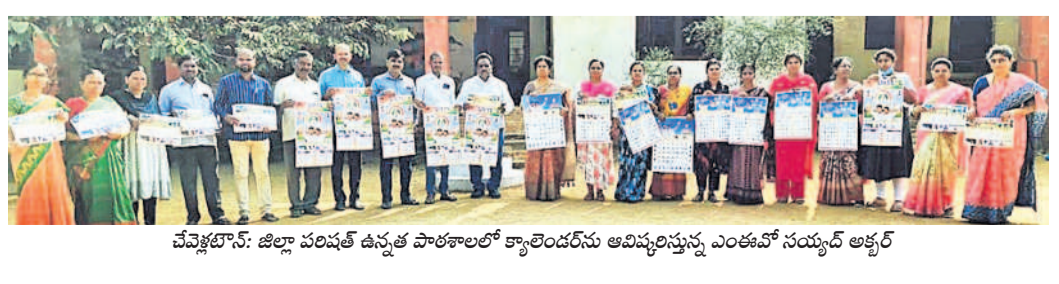 చేవెళ్లటౌన్: జిల్లా పరిషత్ ఉన్నత పాఠశాలలో క్యాలెండర్‌ను ఆవిష్కరిస్తున్న ఎంఈవో సయ్యద్ అక్బర్